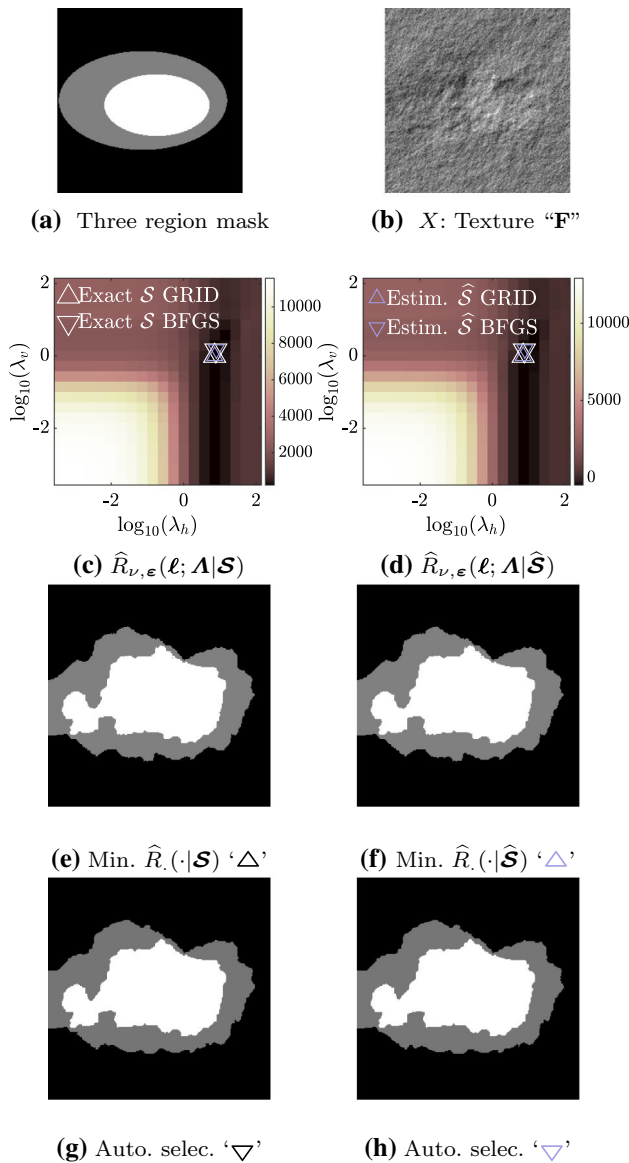 (a) Three region mask
(b) X: Texture “F”
△Exact 𝒮 GRID
▽Exact 𝒮 BFGS
log₁₀(λᵥ)
2
0
-2
-2
0
2
log₁₀(λₕ)
10000
8000
6000
4000
2000
△Estim. 𝒮̂ GRID
▽Estim. 𝒮̂ BFGS
log₁₀(λᵥ)
2
0
-2
-2
0
2
log₁₀(λₕ)
10000
5000
0
(c) R̂_{ν,ε}(ℓ; Λ|𝒮)
(d) R̂_{ν,ε}(ℓ; Λ|𝒮̂)
(e) Min. R̂.(·|𝒮) ‘△’
(f) Min. R̂.(·|𝒮̂) ‘△’
(g) Auto. selec. ‘▽’
(h) Auto. selec. ‘▽’